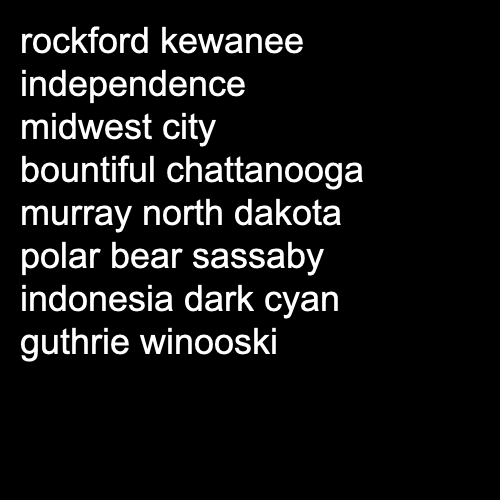 rockford kewanee
independence
midwest city
bountiful chattanooga
murray north dakota
polar bear sassaby
indonesia dark cyan
guthrie winooski